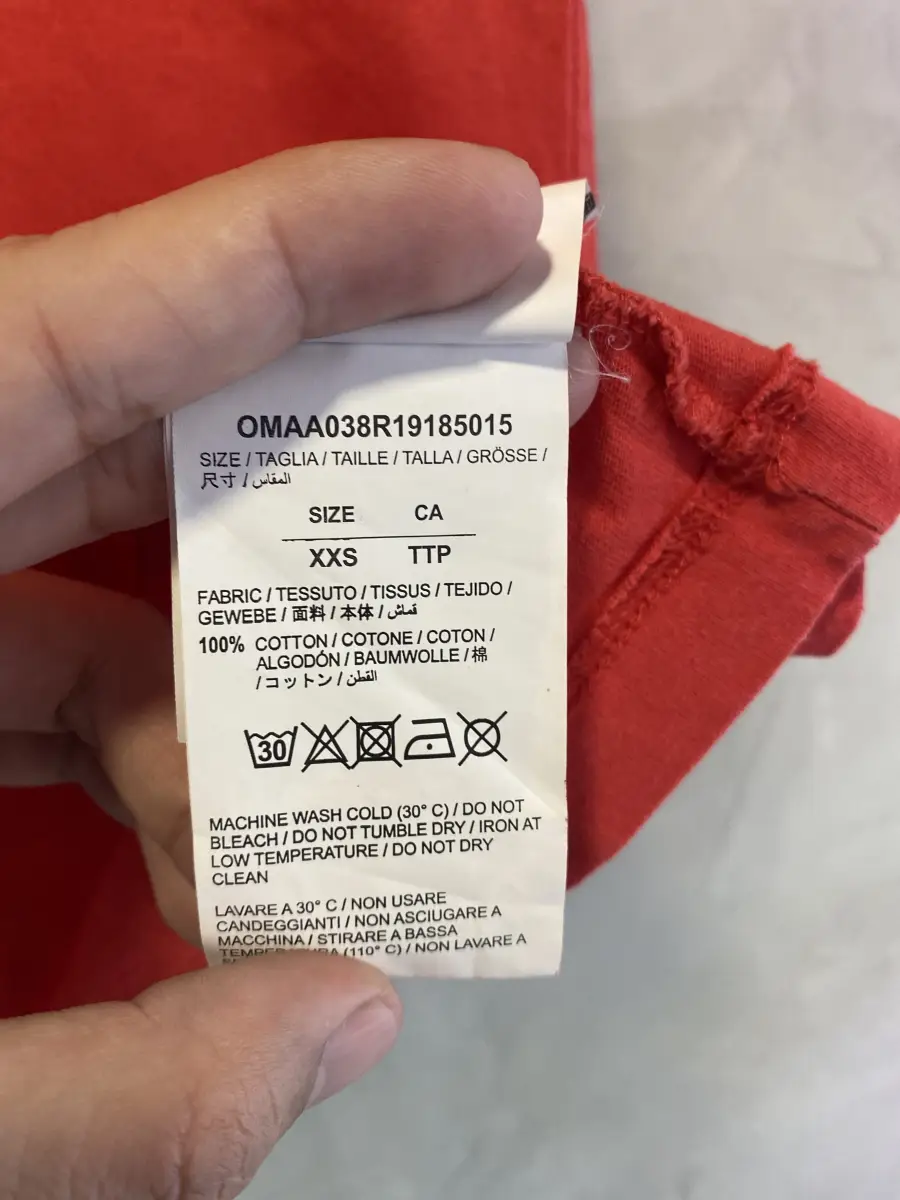 OMAA038R19185015
SIZE / TAGLIA / TAILLE / TALLA / GRÖSSE /
尺寸 / المقاس
SIZE CA
XXS TTP
FABRIC / TESSUTO / TISSUS / TEJIDO /
GEWEBE / 面料 / 本体 / قماش
100% COTTON / COTONE / COTON /
ALGODÓN / BAUMWOLLE / 棉
/ コットン / القطن
30
MACHINE WASH COLD (30° C) / DO NOT
BLEACH / DO NOT TUMBLE DRY / IRON AT
LOW TEMPERATURE / DO NOT DRY
CLEAN
LAVARE A 30° C / NON USARE
CANDEGGIANTI / NON ASCIUGARE A
MACCHINA / STIRARE A BASSA
(110° C) / NON LAVARE A